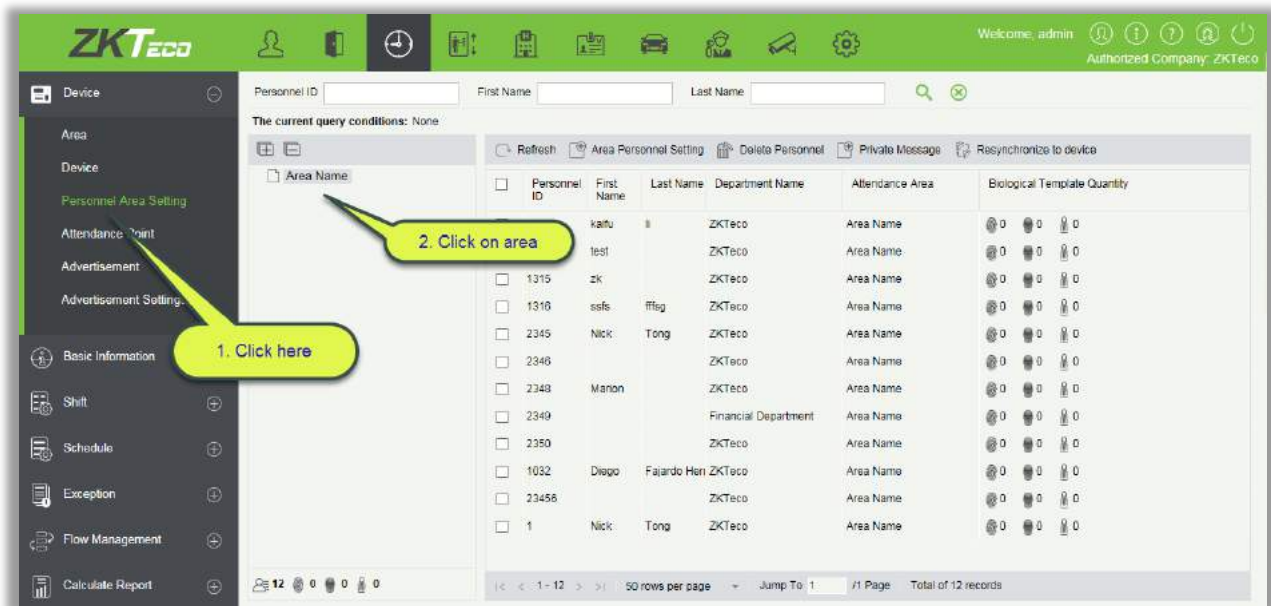 ZKTeco
Welcome, admin
Authorized Company: ZKTeco
Device
Area
Device
Personnel Area Setting
Attendance Point
Advertisement
Advertisement Setting
Basic Information
Shift
Schedule
Exception
Flow Management
Calculate Report
1. Click here
Personnel ID First Name Last Name
The current query conditions: None
Area Name
2. Click on area
12 0 0 0
Refresh Area Personnel Setting Delete Personnel Private Message Resynchronize to device
Personnel ID First Name Last Name Department Name Attendance Area Biological Template Quantity
kaifu li ZKTeco Area Name 0 0 0
test ZKTeco Area Name 0 0 0
1315 zk ZKTeco Area Name 0 0 0
1316 ssfs fffsg ZKTeco Area Name 0 0 0
2345 Nick Tong ZKTeco Area Name 0 0 0
2346 ZKTeco Area Name 0 0 0
2348 Manon ZKTeco Area Name 0 0 0
2349 Financial Department Area Name 0 0 0
2350 ZKTeco Area Name 0 0 0
1032 Diego Fajardo Hen ZKTeco Area Name 0 0 0
23456 ZKTeco Area Name 0 0 0
1 Nick Tong ZKTeco Area Name 0 0 0
1 - 12 50 rows per page Jump To 1 /1 Page Total of 12 records